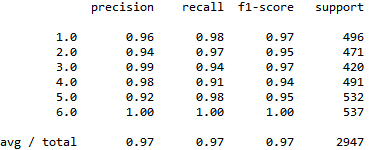 precision recall f1-score support
1.0 0.96 0.98 0.97 496
2.0 0.94 0.97 0.95 471
3.0 0.99 0.94 0.97 420
4.0 0.98 0.91 0.94 491
5.0 0.92 0.98 0.95 532
6.0 1.00 1.00 1.00 537
avg / total 0.97 0.97 0.97 2947